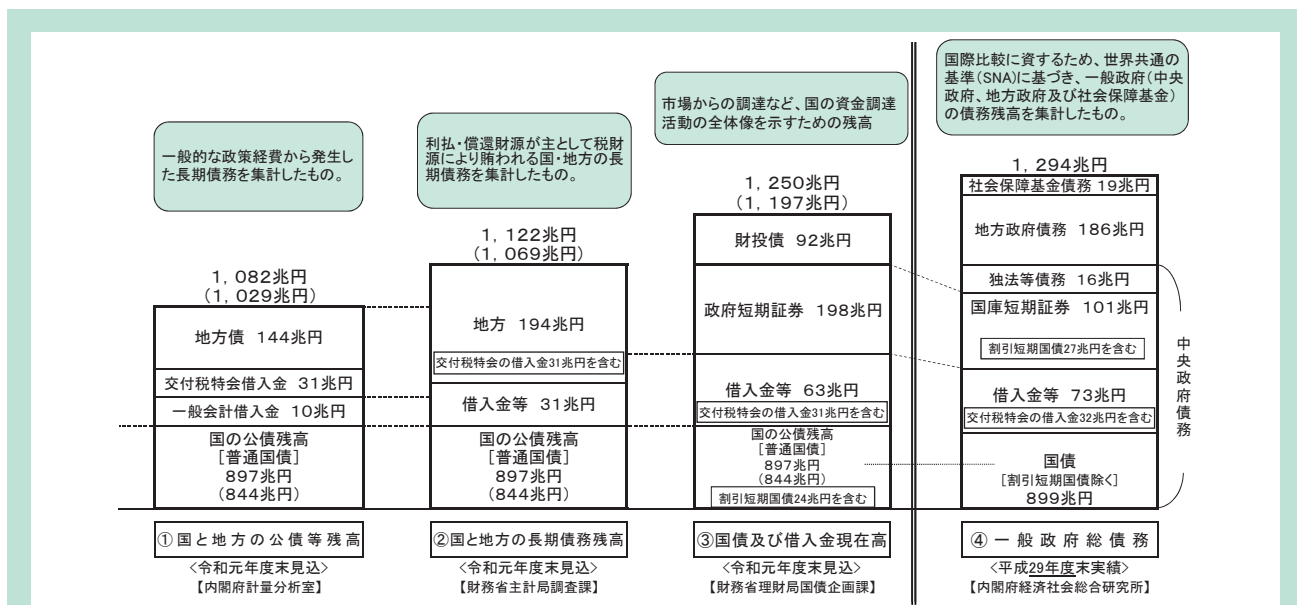 一般的な政策経費から発生し
た長期債務を集計したもの。
1,082兆円
(1,029兆円)
地方債 144兆円
交付税特会借入金 31兆円
一般会計借入金 10兆円
国の公債残高
[普通国債]
897兆円
(844兆円)
①国と地方の公債等残高
<令和元年度末見込>
【内閣府計量分析室】
利払・償還財源が主として税財
源により賄われる国・地方の長
期債務を集計したもの。
1,122兆円
(1,069兆円)
地方 194兆円
交付税特会の借入金31兆円を含む
借入金等 31兆円
国の公債残高
[普通国債]
897兆円
(844兆円)
②国と地方の長期債務残高
<令和元年度末見込>
【財務省主計局調査課】
市場からの調達など、国の資金調達
活動の全体像を示すための残高
1,250兆円
(1,197兆円)
財投債 92兆円
政府短期証券 198兆円
借入金等 63兆円
交付税特会の借入金31兆円を含む
国の公債残高
[普通国債]
897兆円
(844兆円)
割引短期国債24兆円を含む
③国債及び借入金現在高
<令和元年度末見込>
【財務省理財局国債企画課】
国際比較に資するため、世界共通の
基準(SNA)に基づき、一般政府(中央
政府、地方政府及び社会保障基金)
の債務残高を集計したもの。
1,294兆円
社会保障基金債務 19兆円
地方政府債務 186兆円
独法等債務 16兆円
国庫短期証券 101兆円
割引短期国債27兆円を含む
借入金等 73兆円
交付税特会の借入金32兆円を含む
国債
[割引短期国債除く]
899兆円
中央政府債務
④一般政府総債務
<平成29年度末実績>
【内閣府経済社会総合研究所】